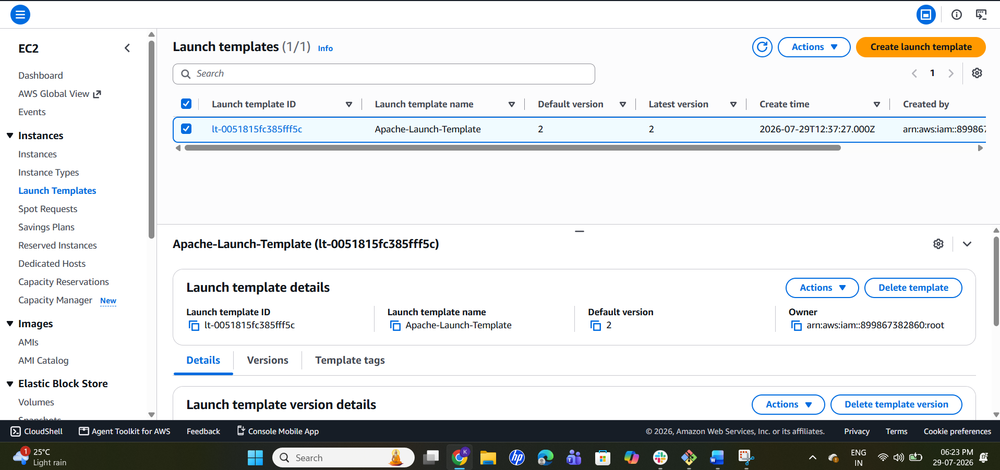 EC2
Dashboard
AWS Global View
Events
Instances
Instances
Instance Types
Launch Templates
Spot Requests
Savings Plans
Reserved Instances
Dedicated Hosts
Capacity Reservations
Capacity Manager New
Images
AMIs
AMI Catalog
Elastic Block Store
Volumes
Snapshots
Launch templates (1/1) Info
Actions
Create launch template
Search
1
Launch template ID Launch template name Default version Latest version Create time Created by
lt-0051815fc385fff5c Apache-Launch-Template 2 2 2026-07-29T12:37:27.000Z arn:aws:iam::899867
Apache-Launch-Template (lt-0051815fc385fff5c)
Launch template details
Actions
Delete template
Launch template ID Launch template name Default version Owner
lt-0051815fc385fff5c Apache-Launch-Template 2 arn:aws:iam::899867382860:root
Details Versions Template tags
Launch template version details
Actions
Delete template version
CloudShell Agent Toolkit for AWS Feedback Console Mobile App © 2026, Amazon Web Services, Inc. or its affiliates. Privacy Terms Cookie preferences
1
25°C
Light rain
Search
K
hp
T
W
ENG
IN
06:23 PM
29-07-2026